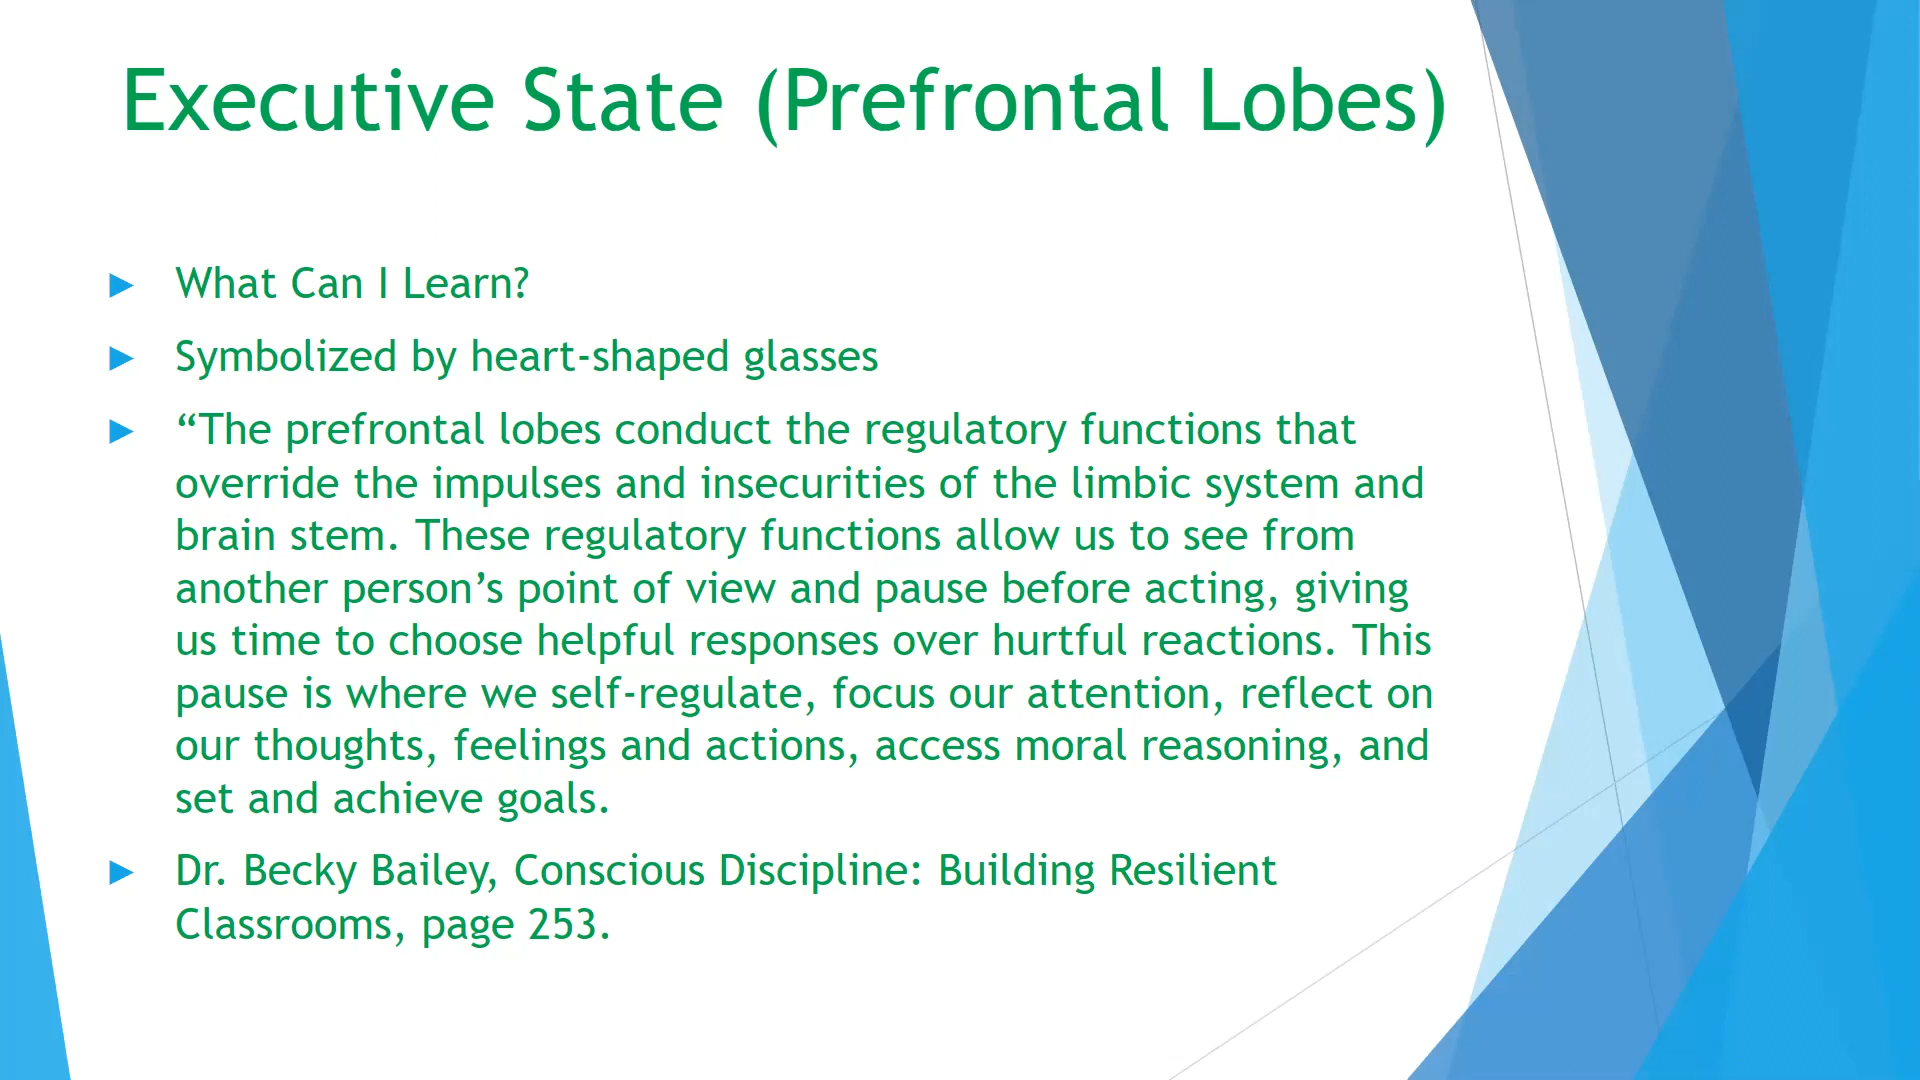 Executive State (Prefrontal Lobes)
What Can I Learn?
Symbolized by heart-shaped glasses
“The prefrontal lobes conduct the regulatory functions that
override the impulses and insecurities of the limbic system and
brain stem. These regulatory functions allow us to see from
another person’s point of view and pause before acting, giving
us time to choose helpful responses over hurtful reactions. This
pause is where we self-regulate, focus our attention, reflect on
our thoughts, feelings and actions, access moral reasoning, and
set and achieve goals.
Dr. Becky Bailey, Conscious Discipline: Building Resilient
Classrooms, page 253.